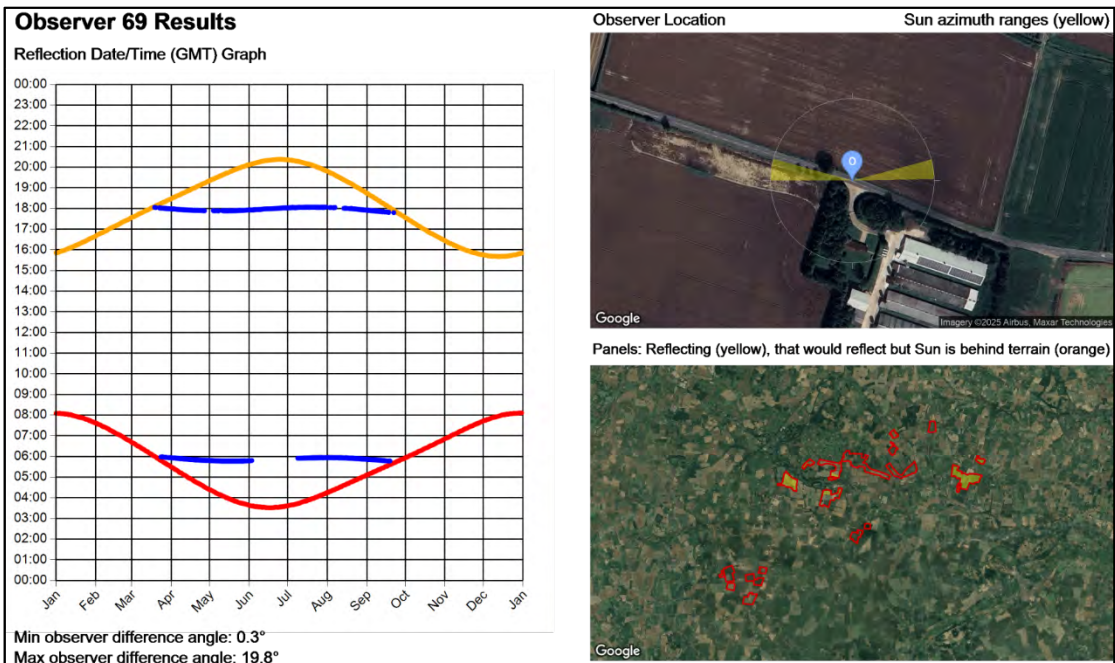 Observer 69 Results
Reflection Date/Time (GMT) Graph
00:00
23:00
22:00
21:00
20:00
19:00
18:00
17:00
16:00
15:00
14:00
13:00
12:00
11:00
10:00
09:00
08:00
07:00
06:00
05:00
04:00
03:00
02:00
01:00
00:00
Jan Feb Mar Apr May Jun Jul Aug Sep Oct Nov Dec Jan
Min observer difference angle: 0.3°
Max observer difference angle: 19.8°
Observer Location Sun azimuth ranges (yellow)
O
Google Imagery ©2025 Airbus, Maxar Technologies
Panels: Reflecting (yellow), that would reflect but Sun is behind terrain (orange)
Google